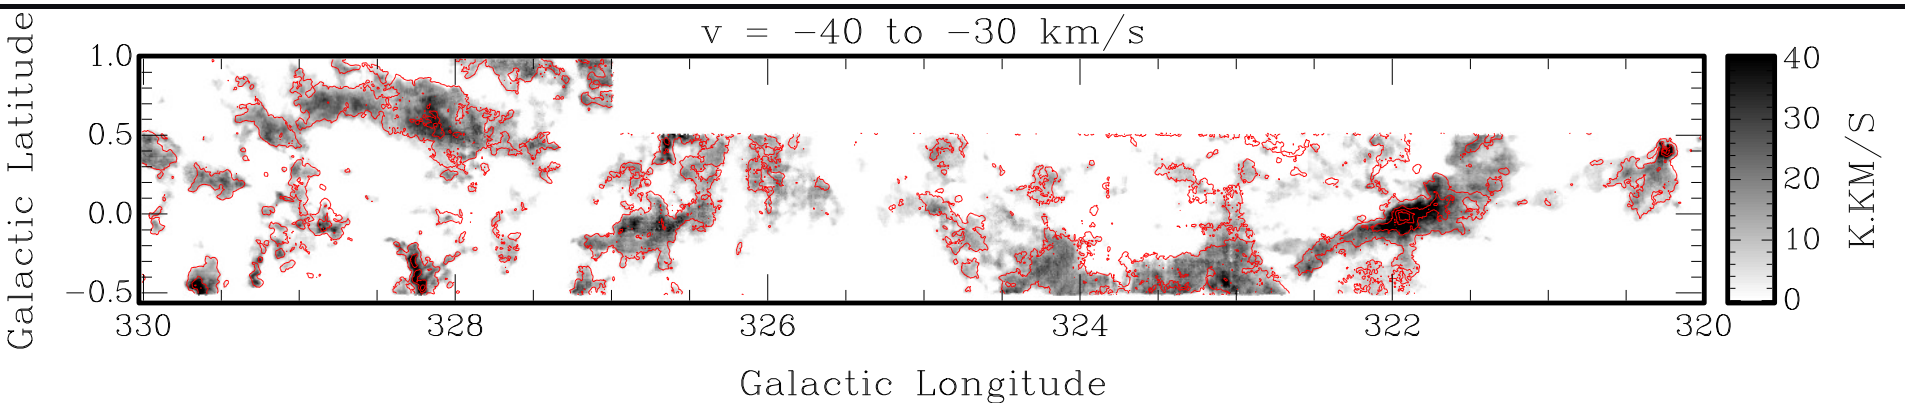 v = −40 to −30 km/s
Galactic Latitude
1.0
0.5
0.0
−0.5
330 328 326 324 322 320
Galactic Longitude
40
30
20
10
0
K.KM/S